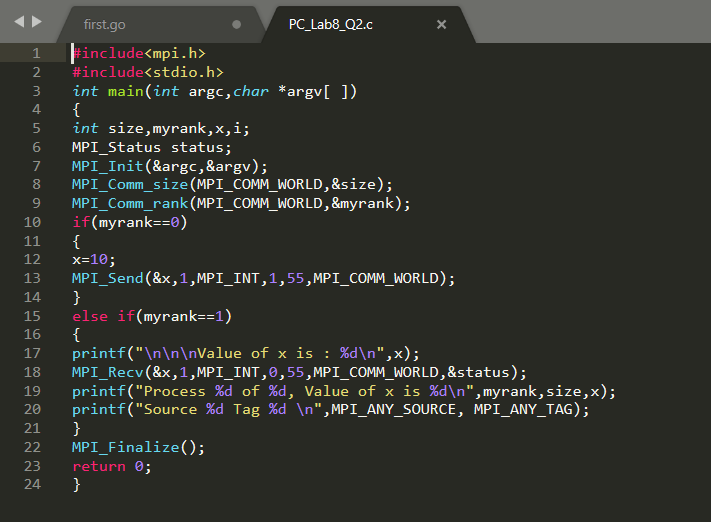 first.go
PC_Lab8_Q2.c
1 #include<mpi.h>
2 #include<stdio.h>
3 int main(int argc,char *argv[ ])
4 {
5 int size,myrank,x,i;
6 MPI_Status status;
7 MPI_Init(&argc,&argv);
8 MPI_Comm_size(MPI_COMM_WORLD,&size);
9 MPI_Comm_rank(MPI_COMM_WORLD,&myrank);
10 if(myrank==0)
11 {
12 x=10;
13 MPI_Send(&x,1,MPI_INT,1,55,MPI_COMM_WORLD);
14 }
15 else if(myrank==1)
16 {
17 printf("\n\n\nValue of x is : %d\n",x);
18 MPI_Recv(&x,1,MPI_INT,0,55,MPI_COMM_WORLD,&status);
19 printf("Process %d of %d, Value of x is %d\n",myrank,size,x);
20 printf("Source %d Tag %d \n",MPI_ANY_SOURCE, MPI_ANY_TAG);
21 }
22 MPI_Finalize();
23 return 0;
24 }